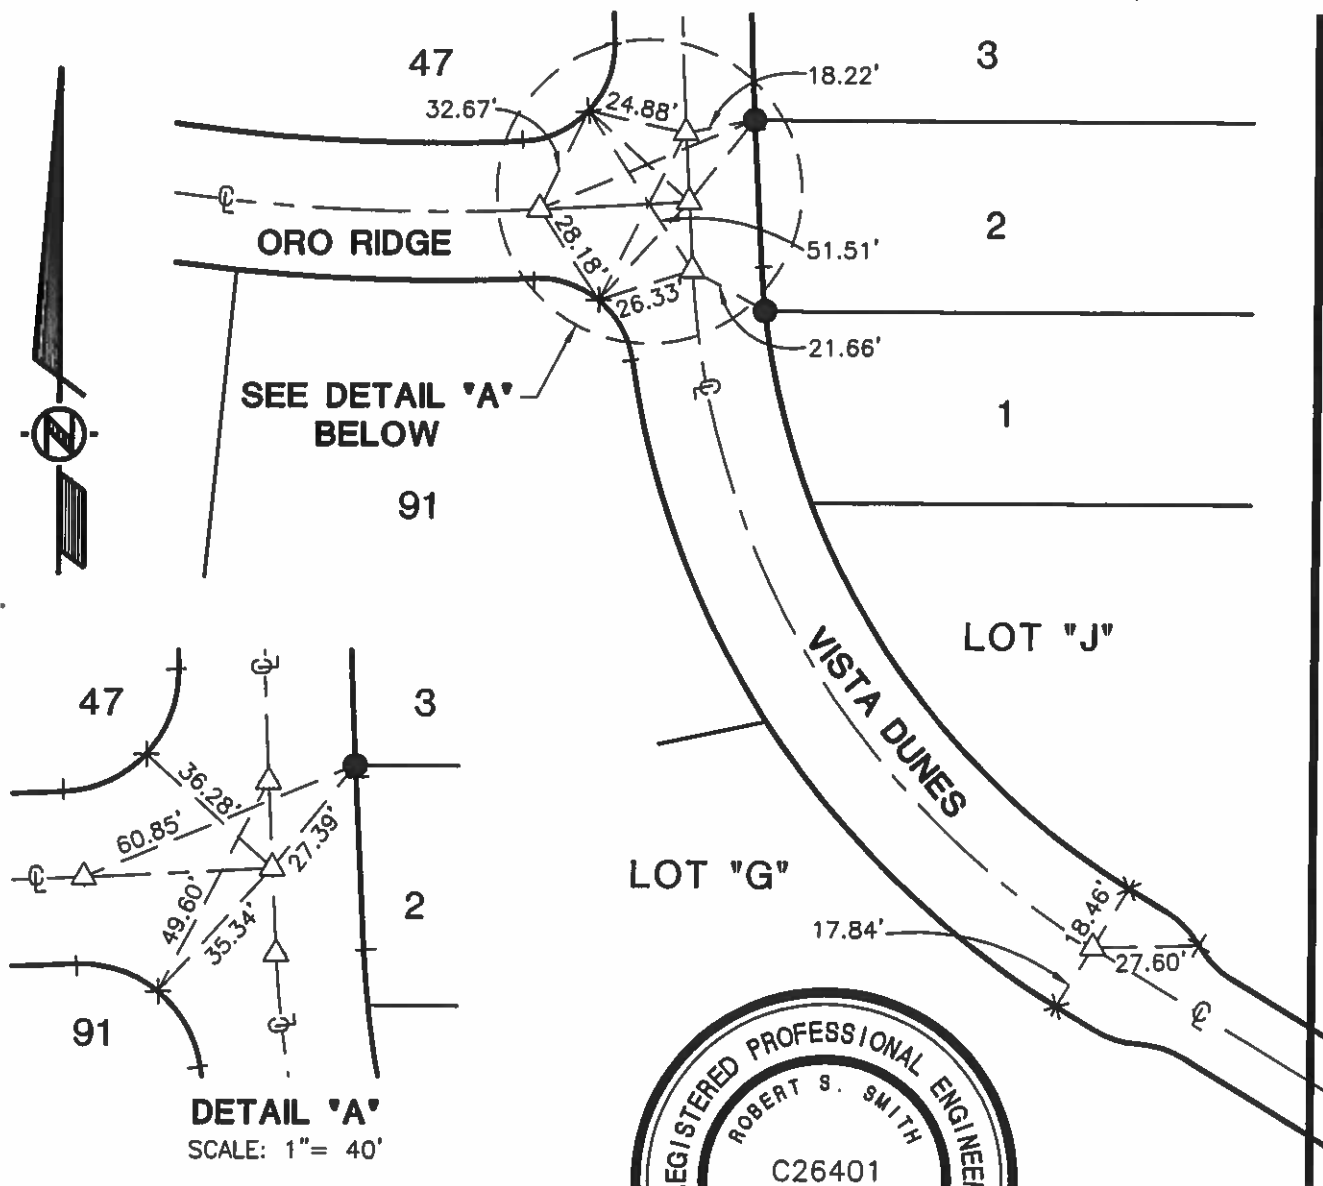 47
3
18.22'
32.67'
24.88'
℄
ORO RIDGE
28.18'
2
51.51'
26.33'
21.66'
SEE DETAIL "A"
BELOW
℄
1
N
91
LOT "J"
VISTA DUNES
LOT "G"
18.46'
17.84'
27.60'
℄
℄
47
3
36.28'
60.85'
27.39'
℄
49.60'
35.34'
2
91
℄
DETAIL "A"
SCALE: 1"= 40'
EGISTERED PROFESSIONAL ENGINEER
ROBERT S. SMITH
C26401